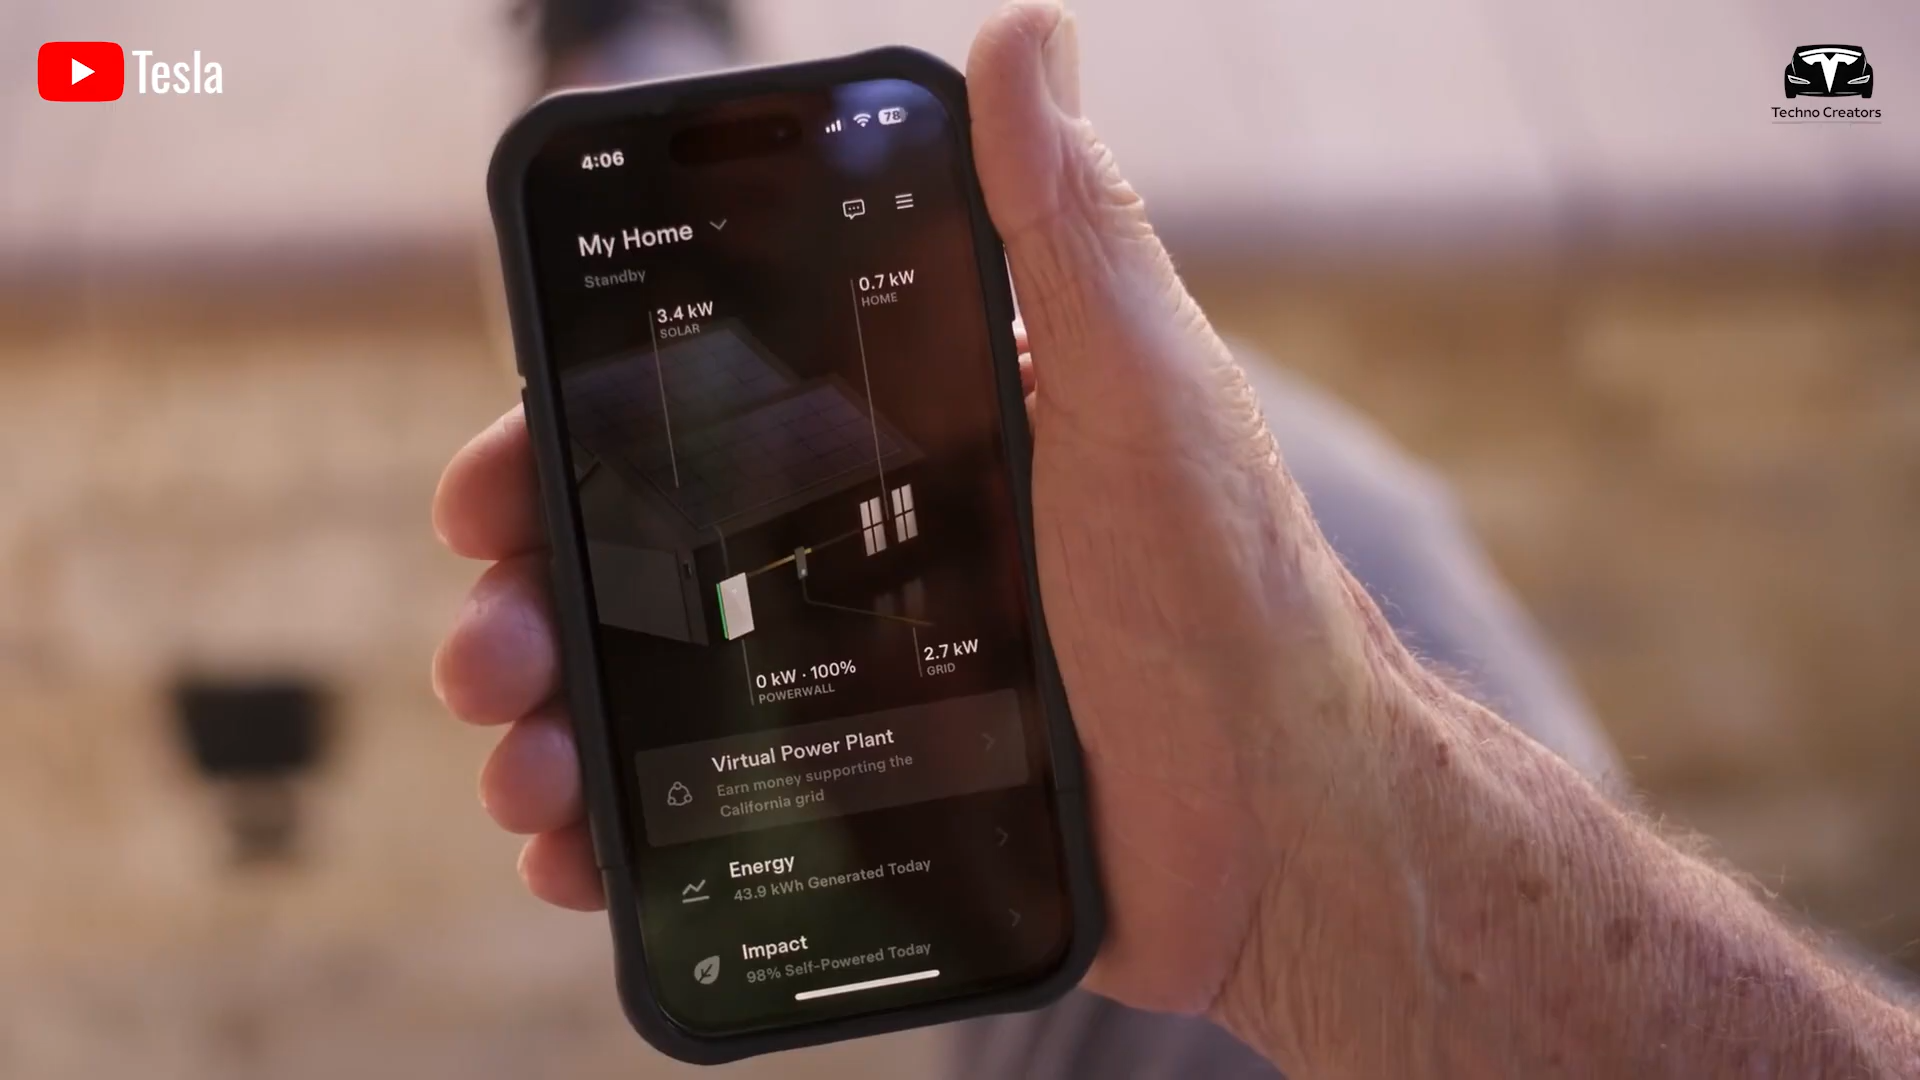 Tesla
Techno Creators
4:06
78
My Home
Standby
3.4 kW
SOLAR
0.7 kW
HOME
0 kW · 100%
POWERWALL
2.7 kW
GRID
Virtual Power Plant
Earn money supporting the
California grid
Energy
43.9 kWh Generated Today
Impact
98% Self-Powered Today